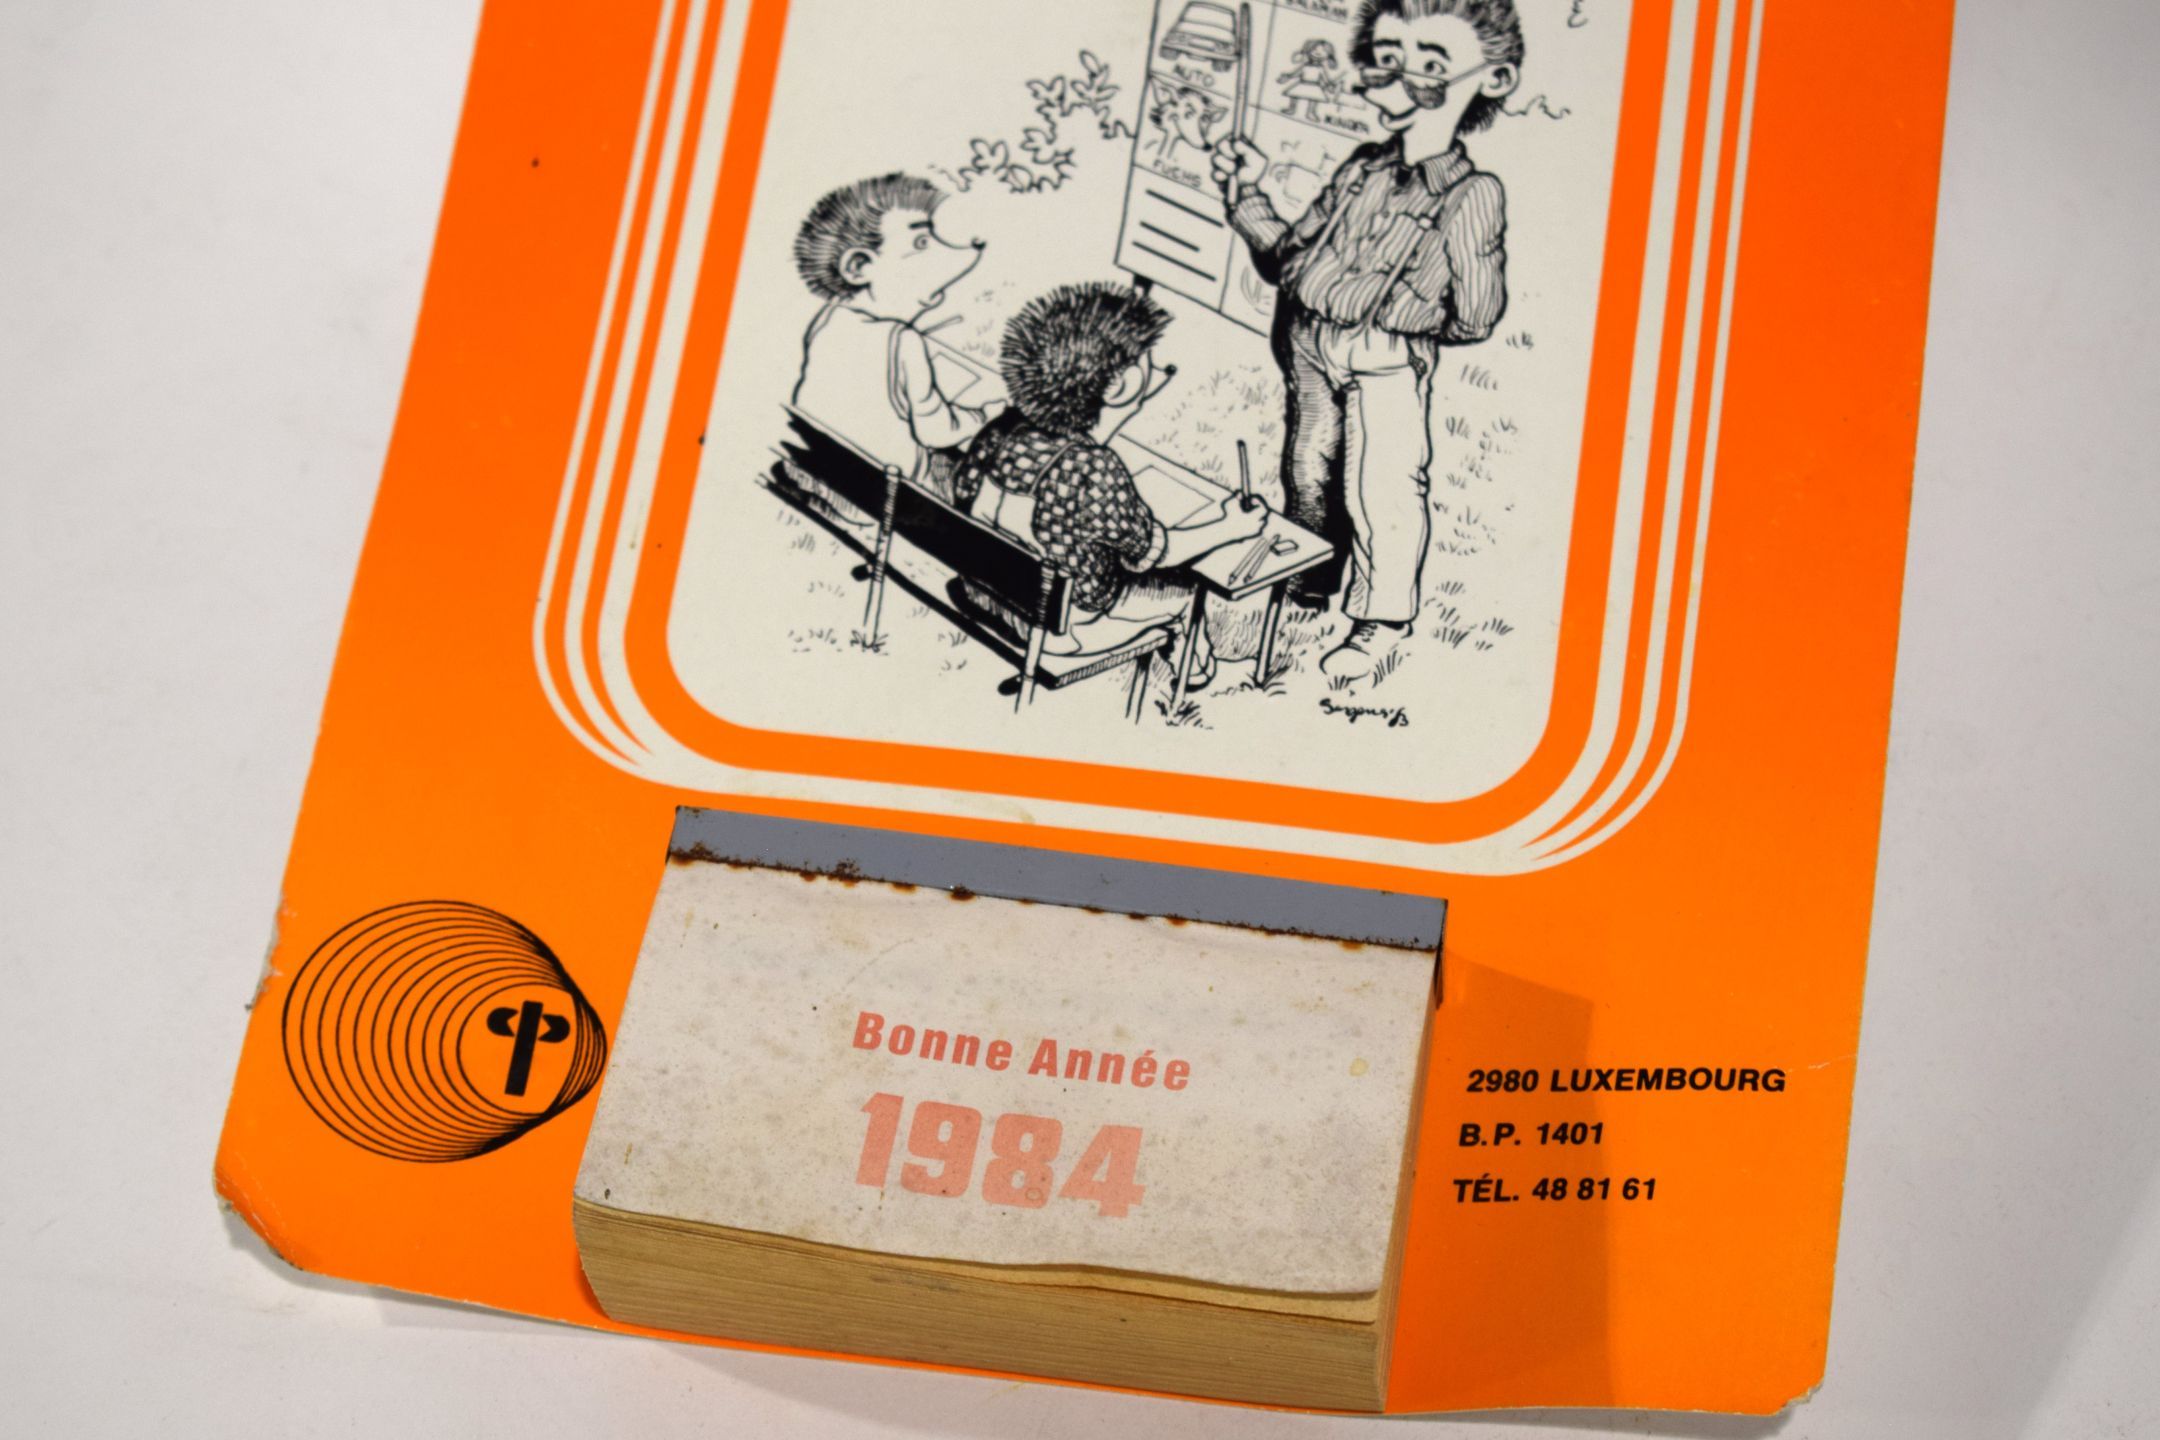 AUTO
KINDER
FUCHS
Bonne Année
1984
2980 LUXEMBOURG
B.P. 1401
TÉL. 48 81 61